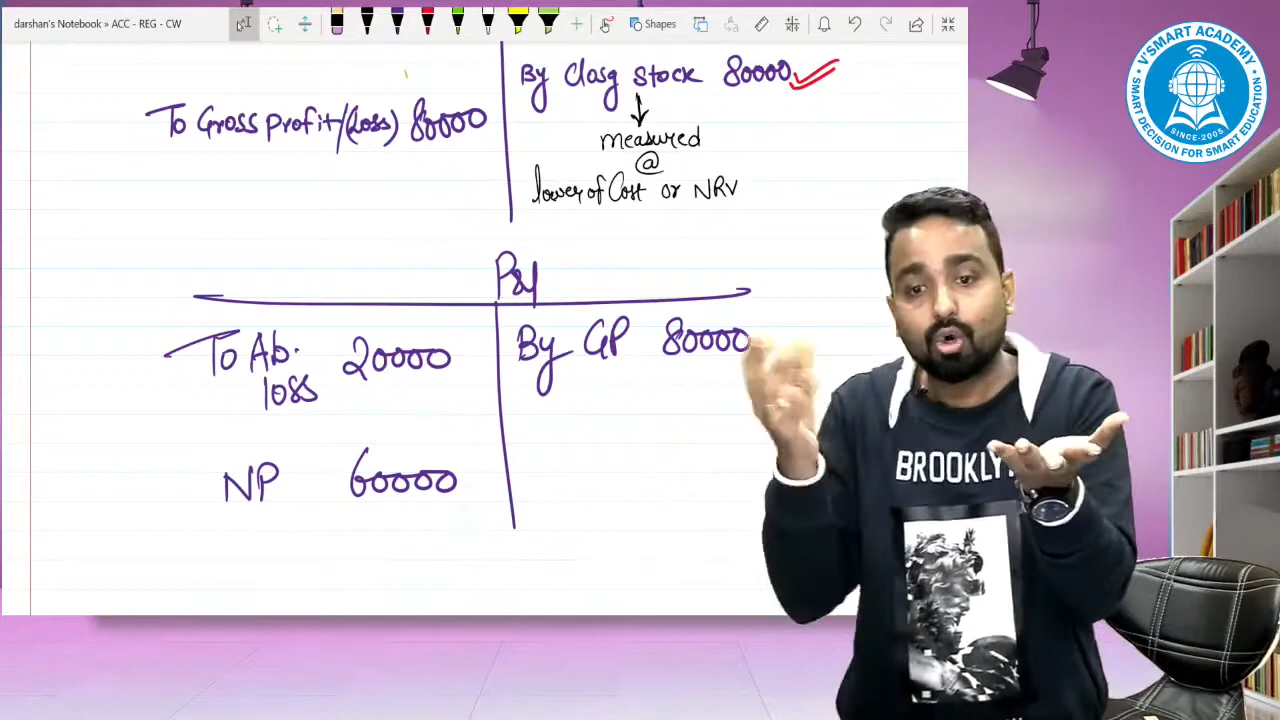 darshan's Notebook » ACC - REG - CW
Shapes
By Closg stock 80000
To Gross profit/(loss) 80000
measured
@
lower of Cost or NRV
P&l
To Ab. loss 20000
By GP 80000
NP 60000
BROOKLY
V'SMART ACADEMY
SINCE-2005
SMART DECISION FOR SMART EDUCATION